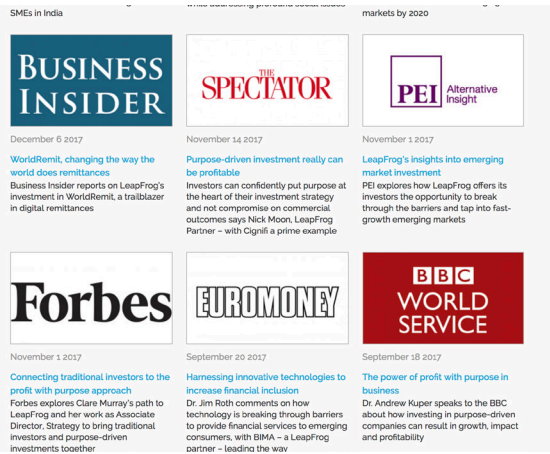 SMEs in India
while addressing profound social issues
markets by 2020
BUSINESS
INSIDER
THE
SPECTATOR
PEI
Alternative
Insight
December 6 2017
November 14 2017
November 1 2017
WorldRemit, changing the way the
world does remittances
Business Insider reports on LeapFrog's
investment in WorldRemit, a trailblazer
in digital remittances
Purpose-driven investment really can
be profitable
Investors can confidently put purpose at
the heart of their investment strategy
and not compromise on commercial
outcomes says Nick Moon, LeapFrog
Partner – with Cignifi a prime example
LeapFrog's insights into emerging
market investment
PEI explores how LeapFrog offers its
investors the opportunity to break
through the barriers and tap into fast-
growth emerging markets
Forbes
EUROMONEY
BBC
WORLD
SERVICE
November 1 2017
September 20 2017
September 18 2017
Connecting traditional investors to the
profit with purpose approach
Forbes explores Clare Murray's path to
LeapFrog and her work as Associate
Director, Strategy to bring traditional
investors and purpose-driven
investments together
Harnessing innovative technologies to
increase financial inclusion
Dr. Jim Roth comments on how
technology is breaking through barriers
to provide financial services to emerging
consumers, with BIMA – a LeapFrog
partner – leading the way
The power of profit with purpose in
business
Dr. Andrew Kuper speaks to the BBC
about how investing in purpose-driven
companies can result in growth, impact
and profitability